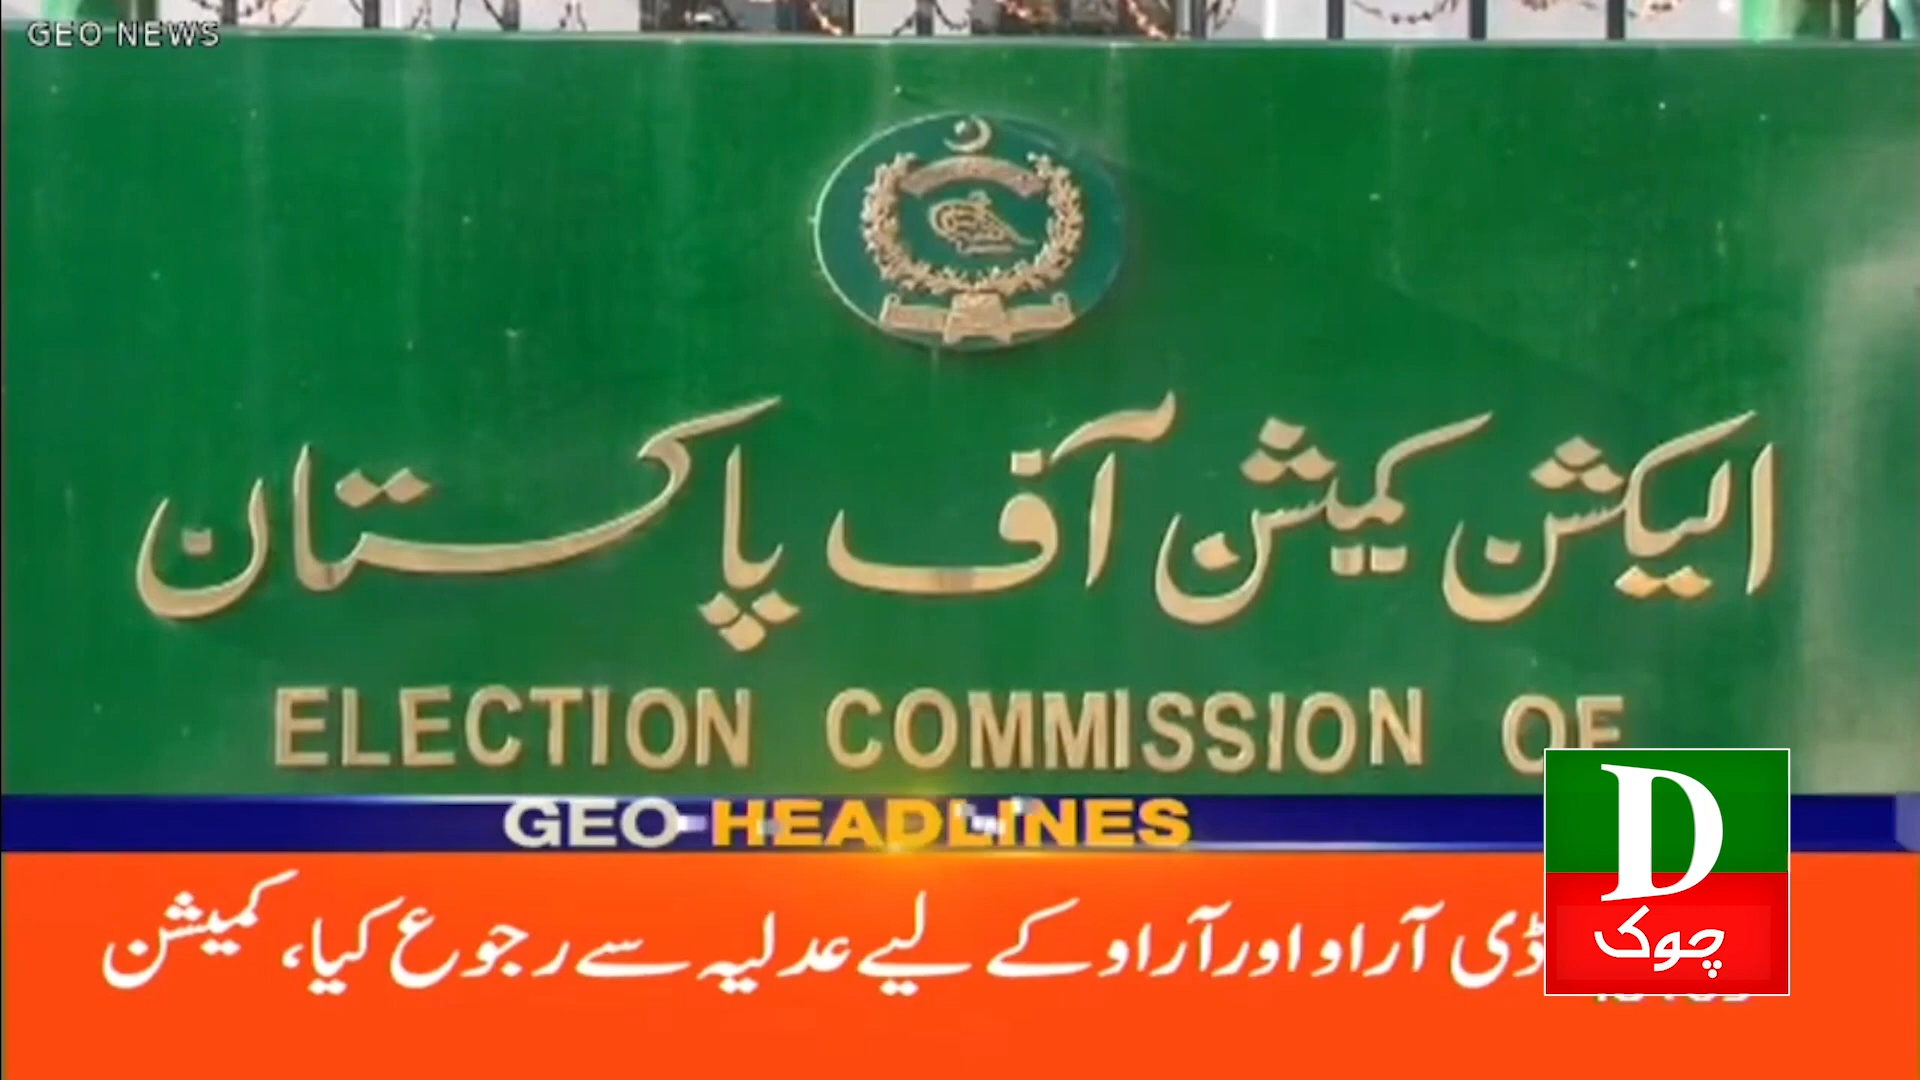 GEO NEWS
الیکشن کمیشن آف پاکستان
ELECTION COMMISSION OF
GEO HEADLINES
ڈی آر او اور آر او کے لیے عدلیہ سے رجوع کیا، کمیشن
D
چوک